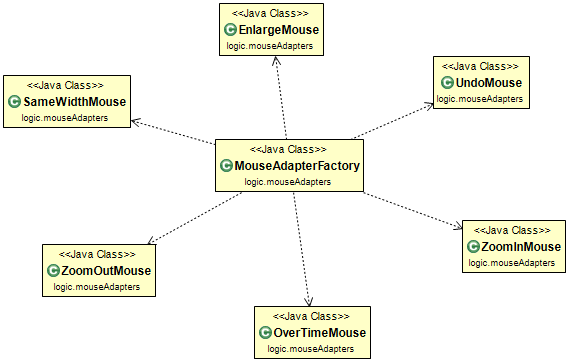 <<Java Class>>
C EnlargeMouse
logic.mouseAdapters
<<Java Class>>
C UndoMouse
logic.mouseAdapters
<<Java Class>>
C SameWidthMouse
logic.mouseAdapters
<<Java Class>>
C MouseAdapterFactory
logic.mouseAdapters
<<Java Class>>
C ZoomInMouse
logic.mouseAdapters
<<Java Class>>
C ZoomOutMouse
logic.mouseAdapters
<<Java Class>>
C OverTimeMouse
logic.mouseAdapters